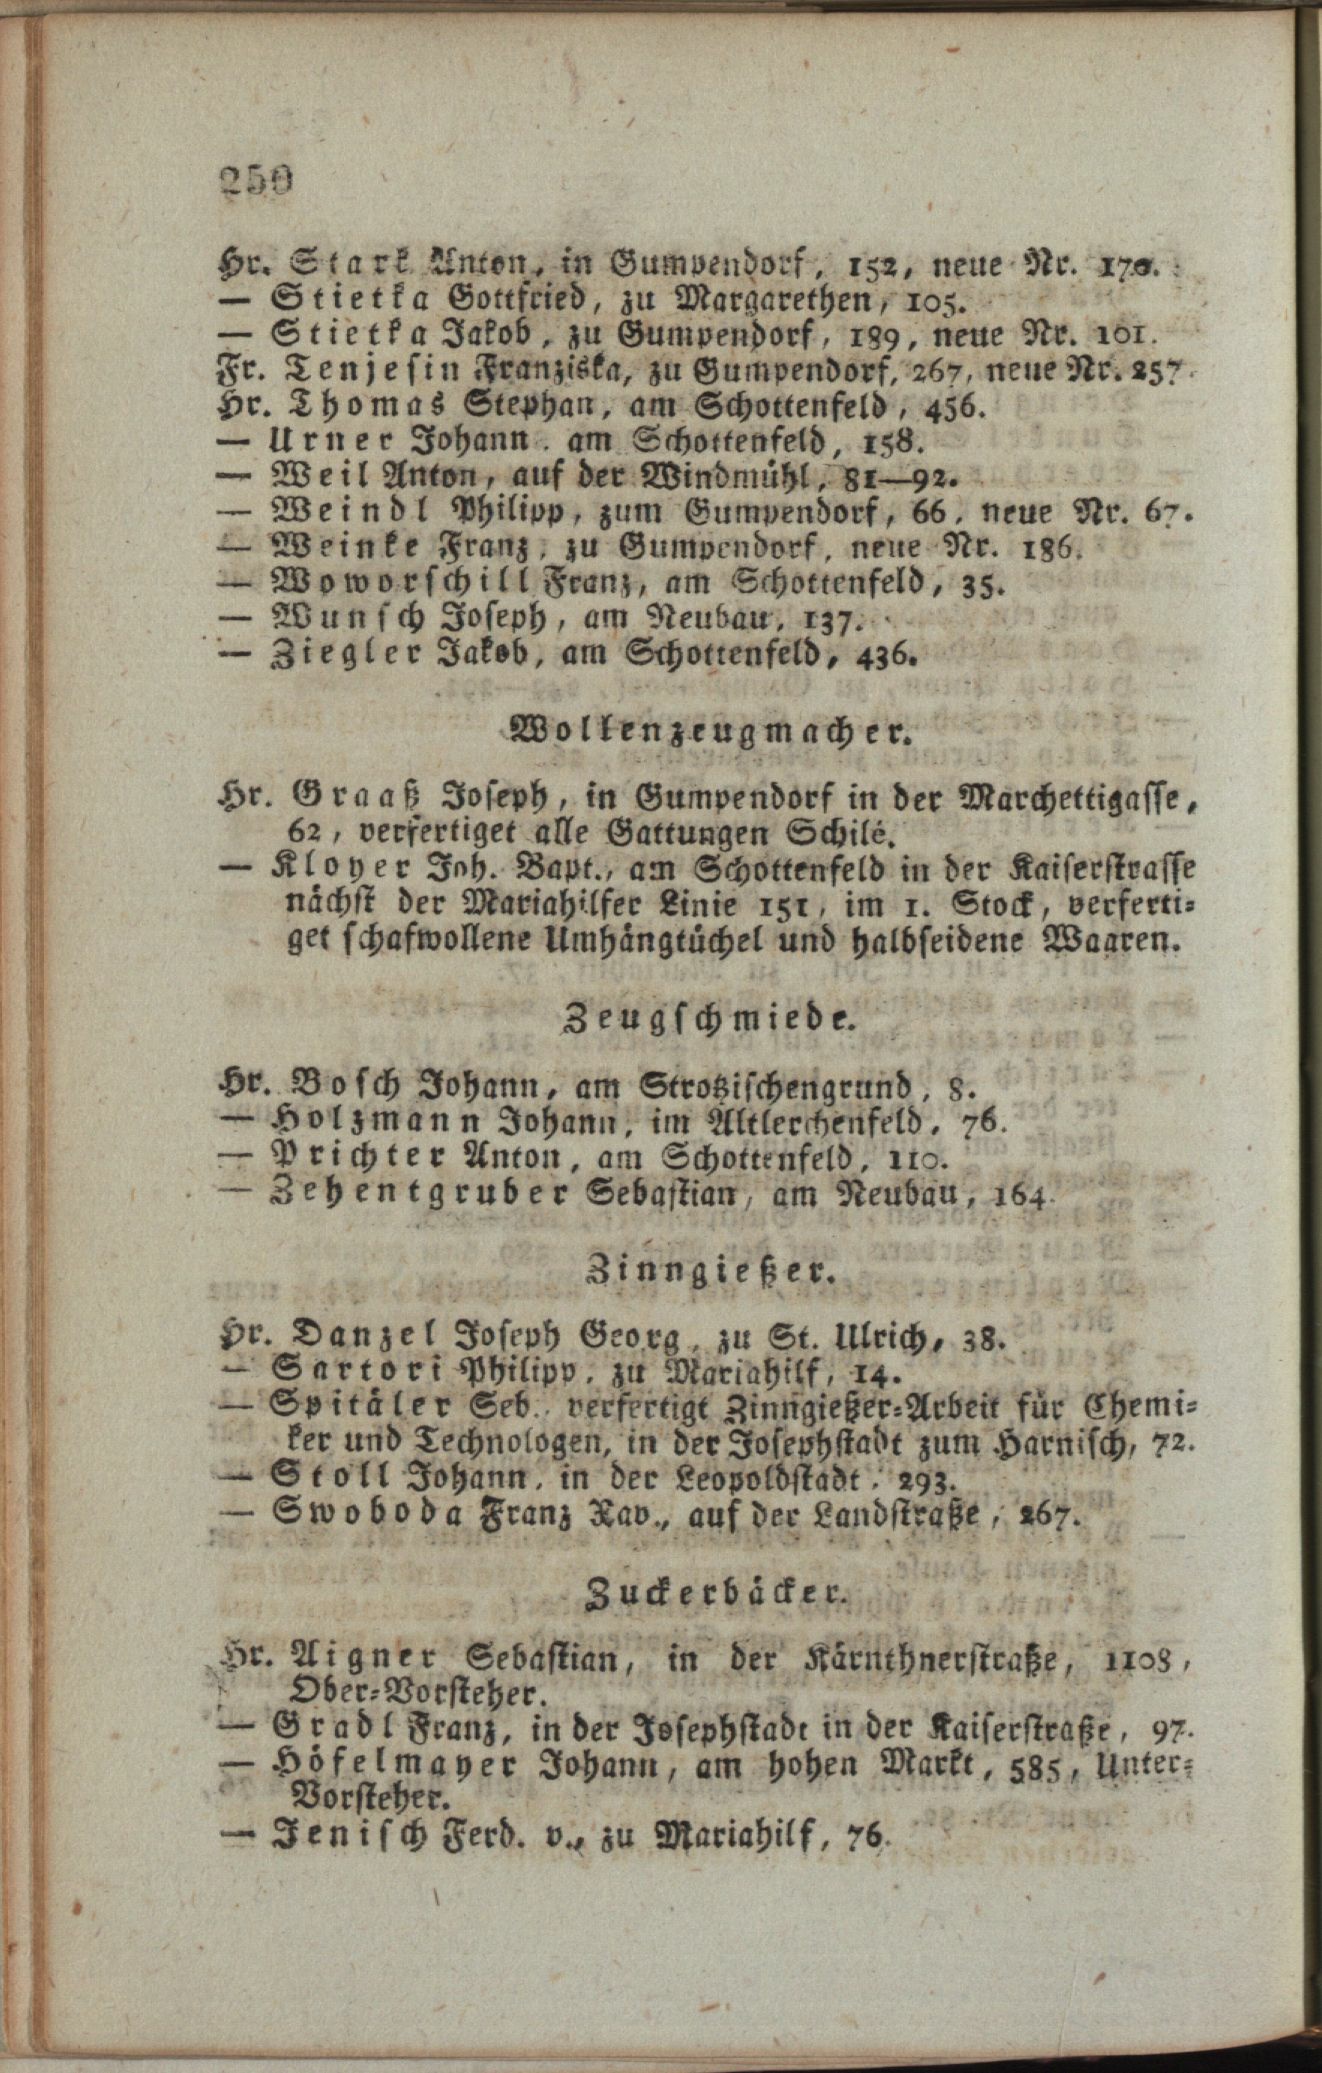 250
Hr. Stark Anton, in Gumpendorf, 152, neue Nr. 170.
— Stietka Gottfried, zu Margarethen, 105.
— Stietka Jakob, zu Gumpendorf, 189, neue Nr. 101.
Fr. Tenjesin Franziska, zu Gumpendorf, 267, neue Nr. 257.
Hr. Thomas Stephan, am Schottenfeld, 456.
— Urner Johann, am Schottenfeld, 158.
— Weil Anton, auf der Windmühl, 81—92.
— Weindl Philipp, zum Gumpendorf, 66, neue Nr. 67.
— Weinke Franz, zu Gumpendorf, neue Nr. 186.
— Woworschill Franz, am Schottenfeld, 35.
— Wunsch Joseph, am Neubau, 137.
— Ziegler Jakob, am Schottenfeld, 436.
Wollenzeugmacher.
Hr. Graaß Joseph, in Gumpendorf in der Marchettigasse,
62, verfertiget alle Gattungen Schilé.
— Kloyer Joh. Bapt., am Schottenfeld in der Kaiserstrasse
nächst der Mariahilfer Linie 151, im 1. Stock, verferti-
get schafwollene Umhängtüchel und halbseidene Waaren.
Zeugschmiede.
Hr. Bosch Johann, am Strotzischengrund, 8.
— Holzmann Johann, im Altlerchenfeld, 76.
— Prichter Anton, am Schottenfeld, 110.
— Zehentgruber Sebastian, am Neubau, 164.
Zinngießer.
Hr. Danzel Joseph Georg, zu St. Ulrich, 38.
— Sartori Philipp, zu Mariahilf, 14.
— Spitäler Seb., verfertigt Zinngießer-Arbeit für Chemi-
ker und Technologen, in der Josephstadt zum Harnisch, 72.
— Stoll Johann, in der Leopoldstadt, 293.
— Swoboda Franz Xav., auf der Landstraße, 267.
Zuckerbäcker.
Hr. Aigner Sebastian, in der Kärnthnerstraße, 1108,
Ober-Vorsteher.
— Gradl Franz, in der Josephstadt in der Kaiserstraße, 97.
— Höfelmayer Johann, am hohen Markt, 585, Unter-
Vorsteher.
— Jenisch Ferd. v., zu Mariahilf, 76.